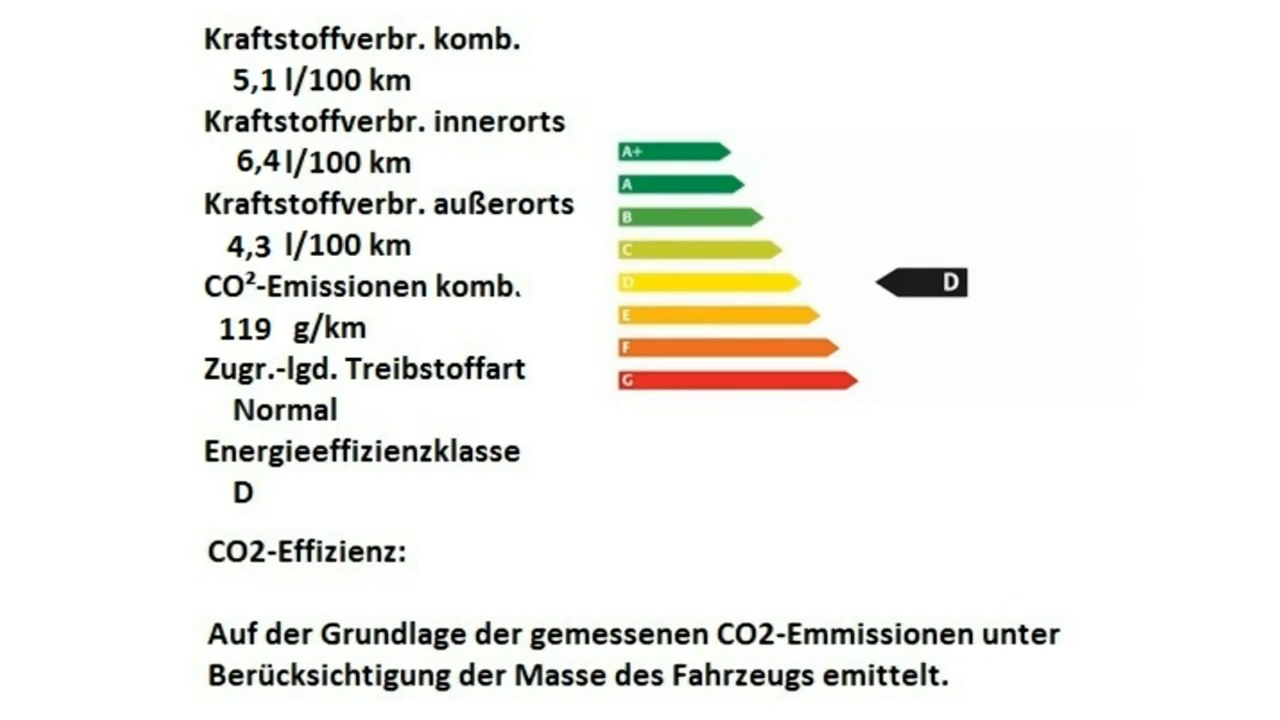 Kraftstoffverbr. komb.
5,1 l/100 km
Kraftstoffverbr. innerorts
6,4 l/100 km
Kraftstoffverbr. außerorts
4,3 l/100 km
CO²-Emissionen komb.
119 g/km
Zugr.-lgd. Treibstoffart
Normal
Energieeffizienzklasse
D
A+
A
B
C
D
D
E
F
G
CO2-Effizienz:
Auf der Grundlage der gemessenen CO2-Emmissionen unter
Berücksichtigung der Masse des Fahrzeugs emittelt.